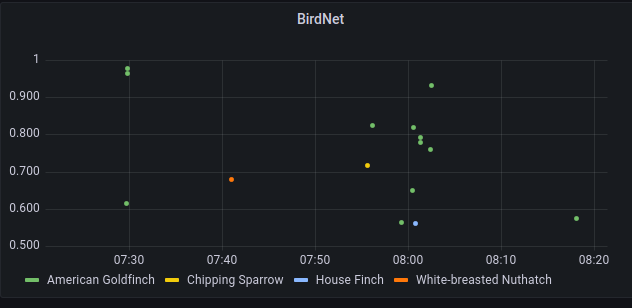 BirdNet
1
0.900
0.800
0.700
0.600
0.500
07:30 07:40 07:50 08:00 08:10 08:20
American Goldfinch Chipping Sparrow House Finch White-breasted Nuthatch